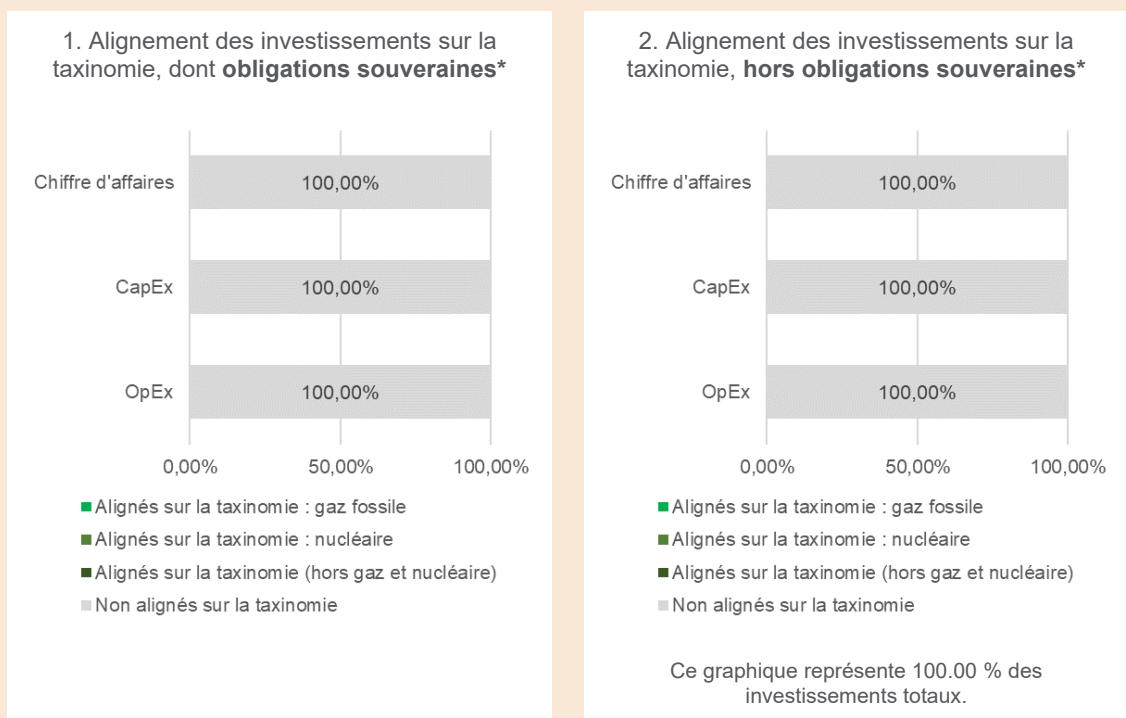 1. Alignement des investissements sur la
taxinomie, dont obligations souveraines*
Chiffre d'affaires
100,00%
CapEx
100,00%
OpEx
100,00%
0,00%
50,00%
100,00%
Alignés sur la taxinomie : gaz fossile
Alignés sur la taxinomie : nucléaire
Alignés sur la taxinomie (hors gaz et nucléaire)
Non alignés sur la taxinomie
2. Alignement des investissements sur la
taxinomie, hors obligations souveraines*
Chiffre d'affaires
100,00%
CapEx
100,00%
OpEx
100,00%
0,00%
50,00%
100,00%
Alignés sur la taxinomie : gaz fossile
Alignés sur la taxinomie : nucléaire
Alignés sur la taxinomie (hors gaz et nucléaire)
Non alignés sur la taxinomie
Ce graphique représente 100.00 % des
investissements totaux.